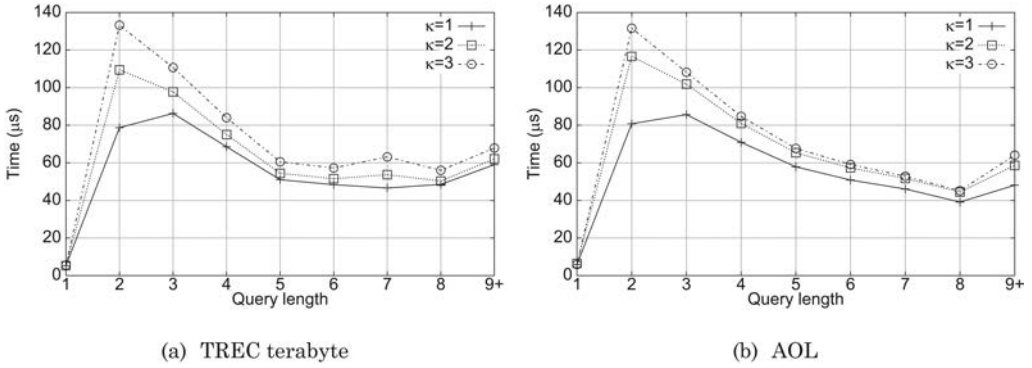 140
120
100
80
60
40
20
0
Time (μs)
κ=1
κ=2
κ=3
1 2 3 4 5 6 7 8 9+
Query length
(a) TREC terabyte
140
120
100
80
60
40
20
0
Time (μs)
κ=1
κ=2
κ=3
1 2 3 4 5 6 7 8 9+
Query length
(b) AOL